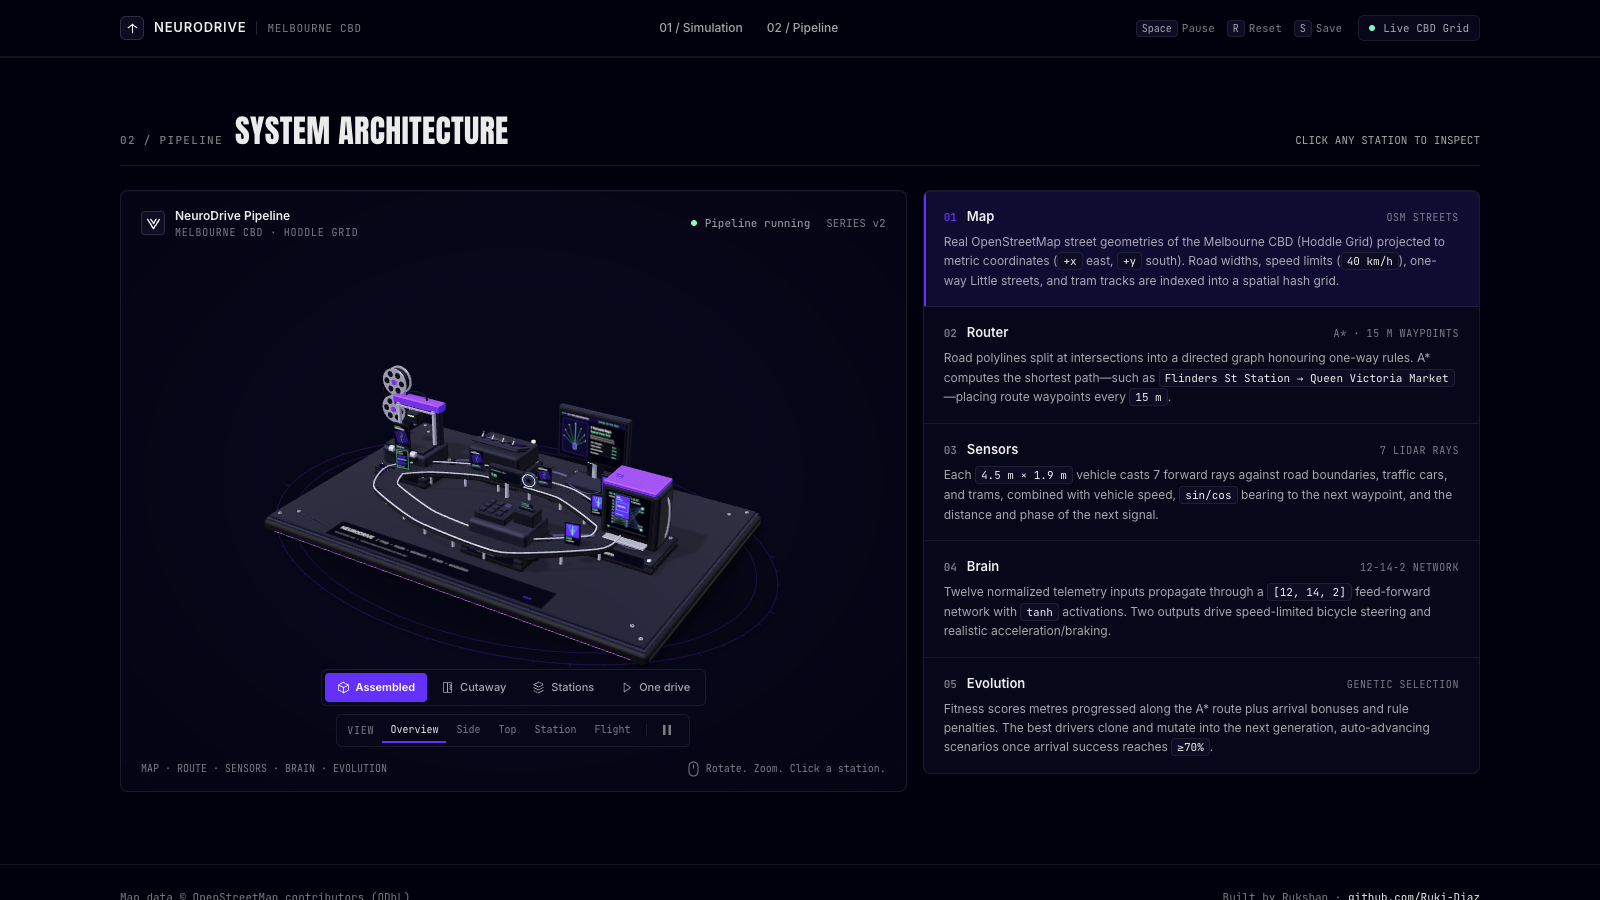 NEURODRIVE
MELBOURNE CBD
01 / Simulation
02 / Pipeline
Space Pause
R Reset
S Save
Live CBD Grid
02 / PIPELINE
SYSTEM ARCHITECTURE
CLICK ANY STATION TO INSPECT
NeuroDrive Pipeline
MELBOURNE CBD · HODDLE GRID
Pipeline running
SERIES v2
NEURODRIVE
Assembled
Cutaway
Stations
One drive
VIEW
Overview
Side
Top
Station
Flight
MAP · ROUTE · SENSORS · BRAIN · EVOLUTION
Rotate. Zoom. Click a station.
01 Map
OSM STREETS
Real OpenStreetMap street geometries of the Melbourne CBD (Hoddle Grid) projected to
metric coordinates (+x east, +y south). Road widths, speed limits (40 km/h), one-
way Little streets, and tram tracks are indexed into a spatial hash grid.
02 Router
A* · 15 M WAYPOINTS
Road polylines split at intersections into a directed graph honouring one-way rules. A*
computes the shortest path—such as Flinders St Station → Queen Victoria Market
—placing route waypoints every 15 m.
03 Sensors
7 LIDAR RAYS
Each 4.5 m × 1.9 m vehicle casts 7 forward rays against road boundaries, traffic cars,
and trams, combined with vehicle speed, sin/cos bearing to the next waypoint, and the
distance and phase of the next signal.
04 Brain
12-14-2 NETWORK
Twelve normalized telemetry inputs propagate through a [12, 14, 2] feed-forward
network with tanh activations. Two outputs drive speed-limited bicycle steering and
realistic acceleration/braking.
05 Evolution
GENETIC SELECTION
Fitness scores metres progressed along the A* route plus arrival bonuses and rule
penalties. The best drivers clone and mutate into the next generation, auto-advancing
scenarios once arrival success reaches ≥70%.
Map data © OpenStreetMap contributors (ODbL)
Built by Rukshan · github.com/Ruki-Diaz